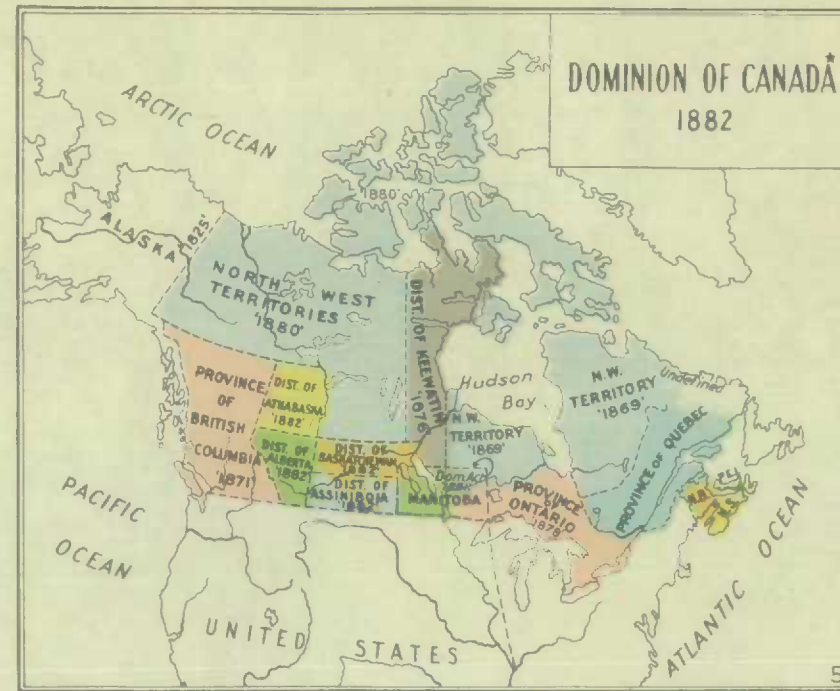 DOMINION OF CANADA*
1882
ARCTIC OCEAN
'1880'
ALASKA
'1825'
NORTH WEST
TERRITORIES
'1880'
DIST. OF KEEWATIN
'1876'
PROVINCE
OF
BRITISH
COLUMBIA
'1871'
DIST. OF
ATHABASKA
'1882'
DIST. OF
ALBERTA
'1882'
DIST. OF
SASKATCHEWAN
'1882'
DIST. OF
ASSINIBOIA
MANITOBA
Hudson
Bay
N.W.
TERRITORY
'1869'
Dom Act
N.W.
TERRITORY
'1869'
Undefined
PROVINCE OF QUEBEC
PROVINCE
OF
ONTARIO
'1878'
P.E.I.
N.B.
N.S.
PACIFIC
OCEAN
UNITED STATES
ATLANTIC OCEAN
5